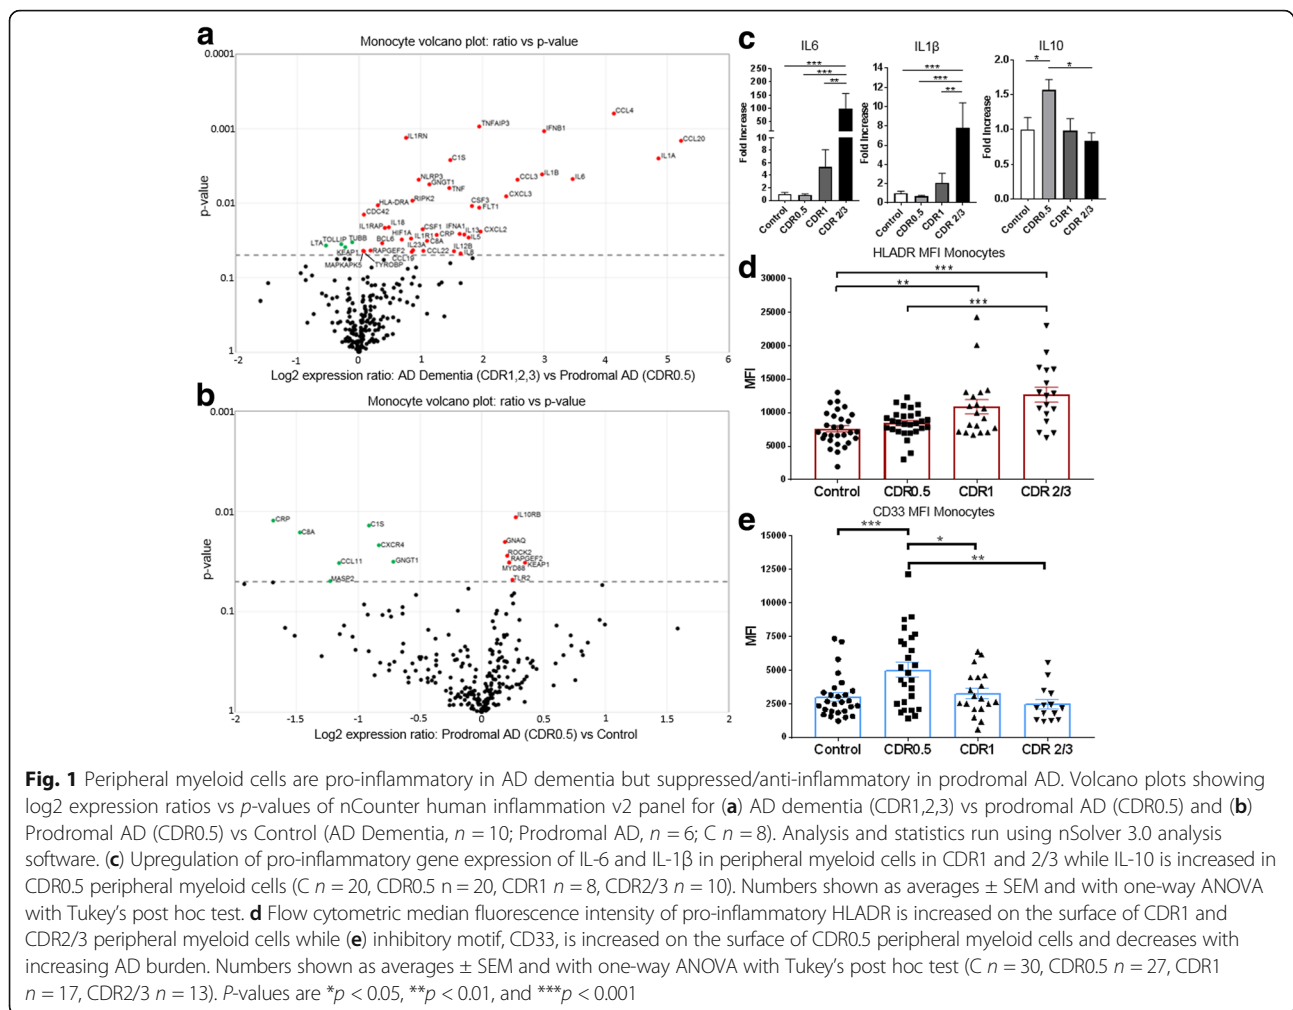 a
Monocyte volcano plot: ratio vs p-value
0.0001
0.001
0.01
0.1
1
p-value
CCL4
TNFAIP3
IFNB1
IL1RN
CCL20
C1S
IL1A
NLRP3
GNGT1
TNF
CCL3
IL1B
IL6
HLA-DRA
RIPK2
CXCL3
CSF3
FLT1
CDC42
IL1RAP
IL18
CSF1
IFNA1
IL13
CXCL2
HIF1A
IL1R1
CRP
IL5
LTA
TOLLIP
TUBB
BCL6
IL23A
C8A
KEAP1
RAPGEF2
CCL22
IL12B
IL8
CCL19
MAPKAPK5
TYROBP
-2
-1
0
1
2
3
4
5
6
Log2 expression ratio: AD Dementia (CDR1,2,3) vs Prodromal AD (CDR0.5)
b
Monocyte volcano plot: ratio vs p-value
0.001
0.01
0.1
1
p-value
CRP
C8A
C1S
CXCR4
CCL11
GNGT1
MASP2
IL10RB
GNAQ
ROCK2
RAPGEF2
MYD88
KEAP1
TLR2
-2
-1.5
-1
-0.5
0
0.5
1
1.5
2
Log2 expression ratio: Prodromal AD (CDR0.5) vs Control
c
IL6
Fold Increase
250
200
150
100
50
10
8
6
4
2
0
***
***
**
Control
CDR0.5
CDR1
CDR 2/3
IL1β
Fold Increase
14
12
10
8
6
4
2
0
***
***
**
Control
CDR0.5
CDR1
CDR 2/3
IL10
Fold Increase
2.0
1.5
1.0
0.5
0.0
*
*
Control
CDR0.5
CDR1
CDR 2/3
d
HLADR MFI Monocytes
MFI
30000
25000
20000
15000
10000
5000
0
***
**
***
Control
CDR0.5
CDR1
CDR 2/3
e
CD33 MFI Monocytes
MFI
15000
12500
10000
7500
5000
2500
0
***
*
**
Control
CDR0.5
CDR1
CDR 2/3
Fig. 1 Peripheral myeloid cells are pro-inflammatory in AD dementia but suppressed/anti-inflammatory in prodromal AD. Volcano plots showing
log2 expression ratios vs p-values of nCounter human inflammation v2 panel for (a) AD dementia (CDR1,2,3) vs prodromal AD (CDR0.5) and (b)
Prodromal AD (CDR0.5) vs Control (AD Dementia, n = 10; Prodromal AD, n = 6; C n = 8). Analysis and statistics run using nSolver 3.0 analysis
software. (c) Upregulation of pro-inflammatory gene expression of IL-6 and IL-1β in peripheral myeloid cells in CDR1 and 2/3 while IL-10 is increased in
CDR0.5 peripheral myeloid cells (C n = 20, CDR0.5 n = 20, CDR1 n = 8, CDR2/3 n = 10). Numbers shown as averages ± SEM and with one-way ANOVA
with Tukey's post hoc test. d Flow cytometric median fluorescence intensity of pro-inflammatory HLADR is increased on the surface of CDR1 and
CDR2/3 peripheral myeloid cells while (e) inhibitory motif, CD33, is increased on the surface of CDR0.5 peripheral myeloid cells and decreases with
increasing AD burden. Numbers shown as averages ± SEM and with one-way ANOVA with Tukey's post hoc test (C n = 30, CDR0.5 n = 27, CDR1
n = 17, CDR2/3 n = 13). P-values are *p < 0.05, **p < 0.01, and ***p < 0.001